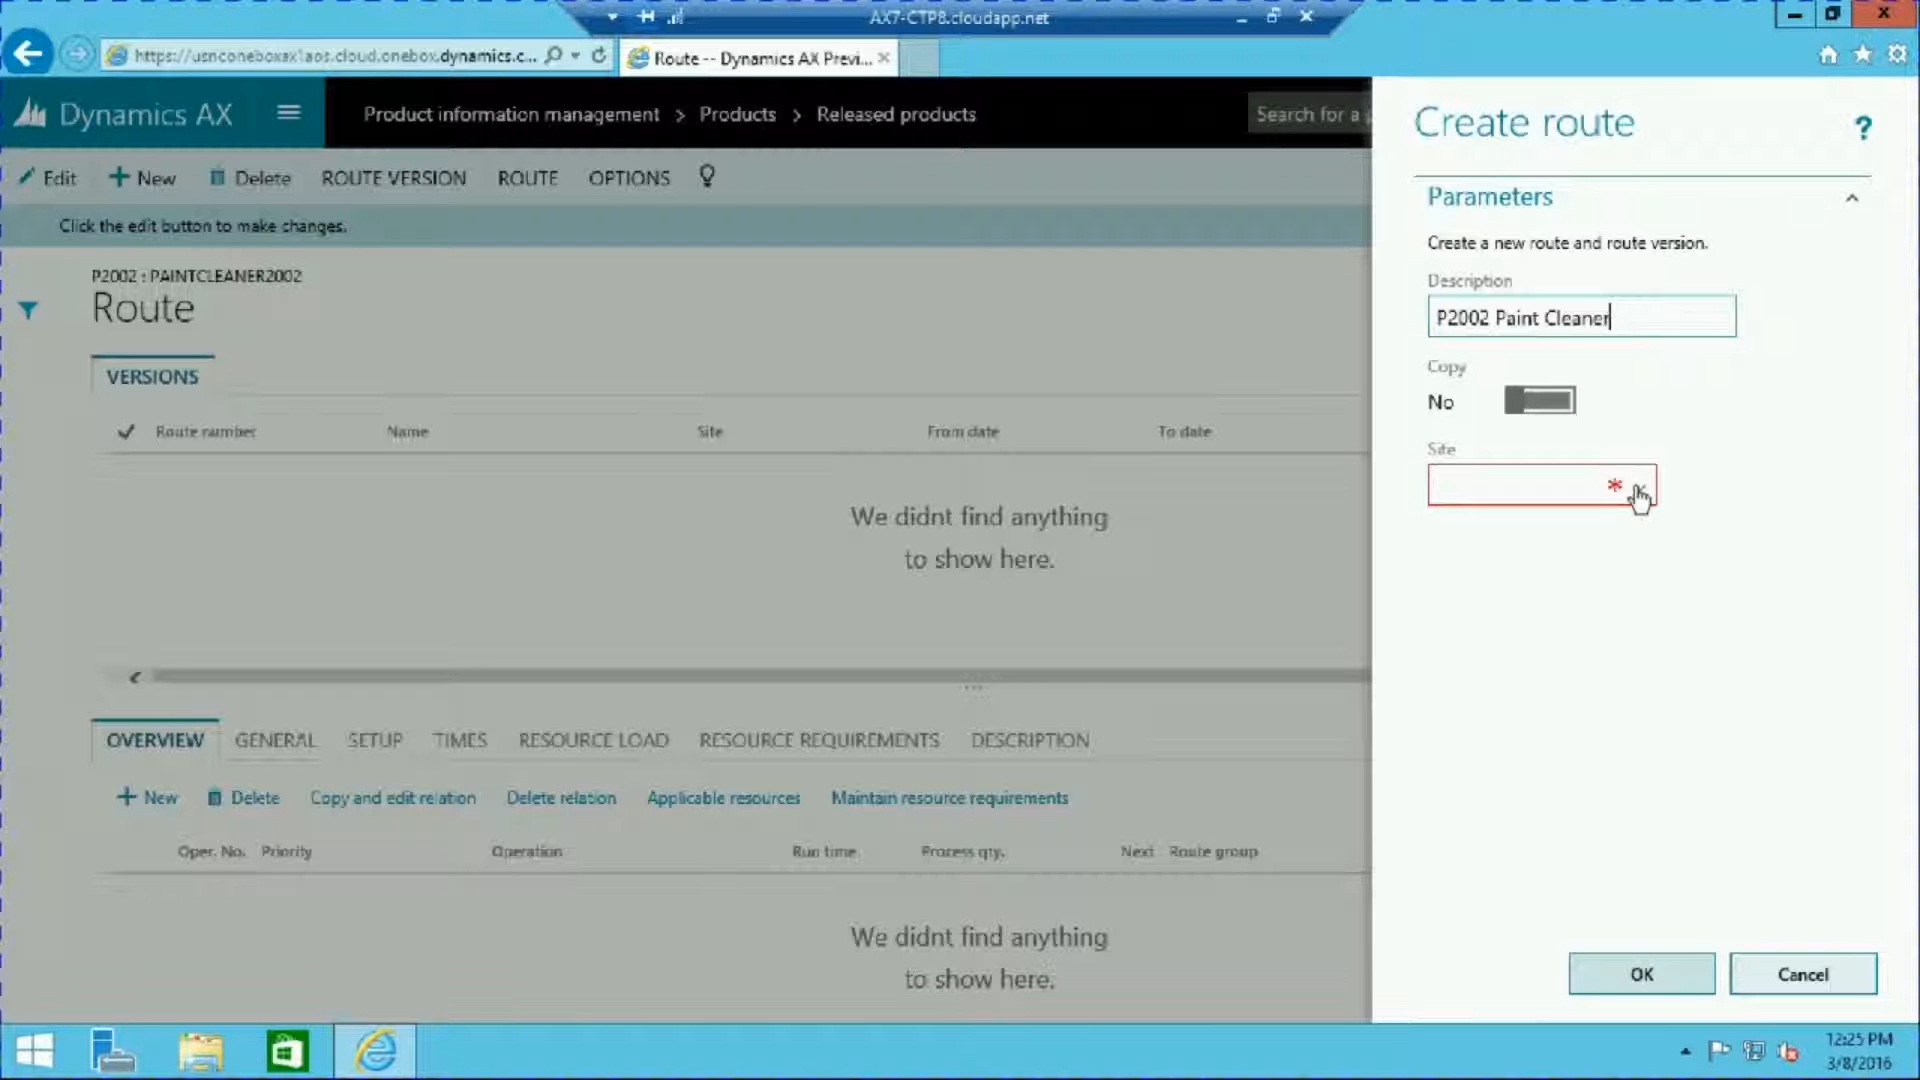 AX7-CTP8.cloudapp.net
https://usnconeboxax1aos.cloud.onebox.dynamics.c...
Route -- Dynamics AX Previ...
Dynamics AX
Product information management > Products > Released products
Search for a p
Edit
New
Delete
ROUTE VERSION
ROUTE
OPTIONS
Click the edit button to make changes.
P2002 : PAINTCLEANER2002
Route
VERSIONS
Route number
Name
Site
From date
To date
We didnt find anything
to show here.
OVERVIEW
GENERAL
SETUP
TIMES
RESOURCE LOAD
RESOURCE REQUIREMENTS
DESCRIPTION
New
Delete
Copy and edit relation
Delete relation
Applicable resources
Maintain resource requirements
Oper. No.
Priority
Operation
Run time
Process qty.
Next
Route group
We didnt find anything
to show here.
Create route
?
Parameters
Create a new route and route version.
Description
P2002 Paint Cleaner
Copy
No
Site
*
OK
Cancel
12:25 PM
3/8/2016